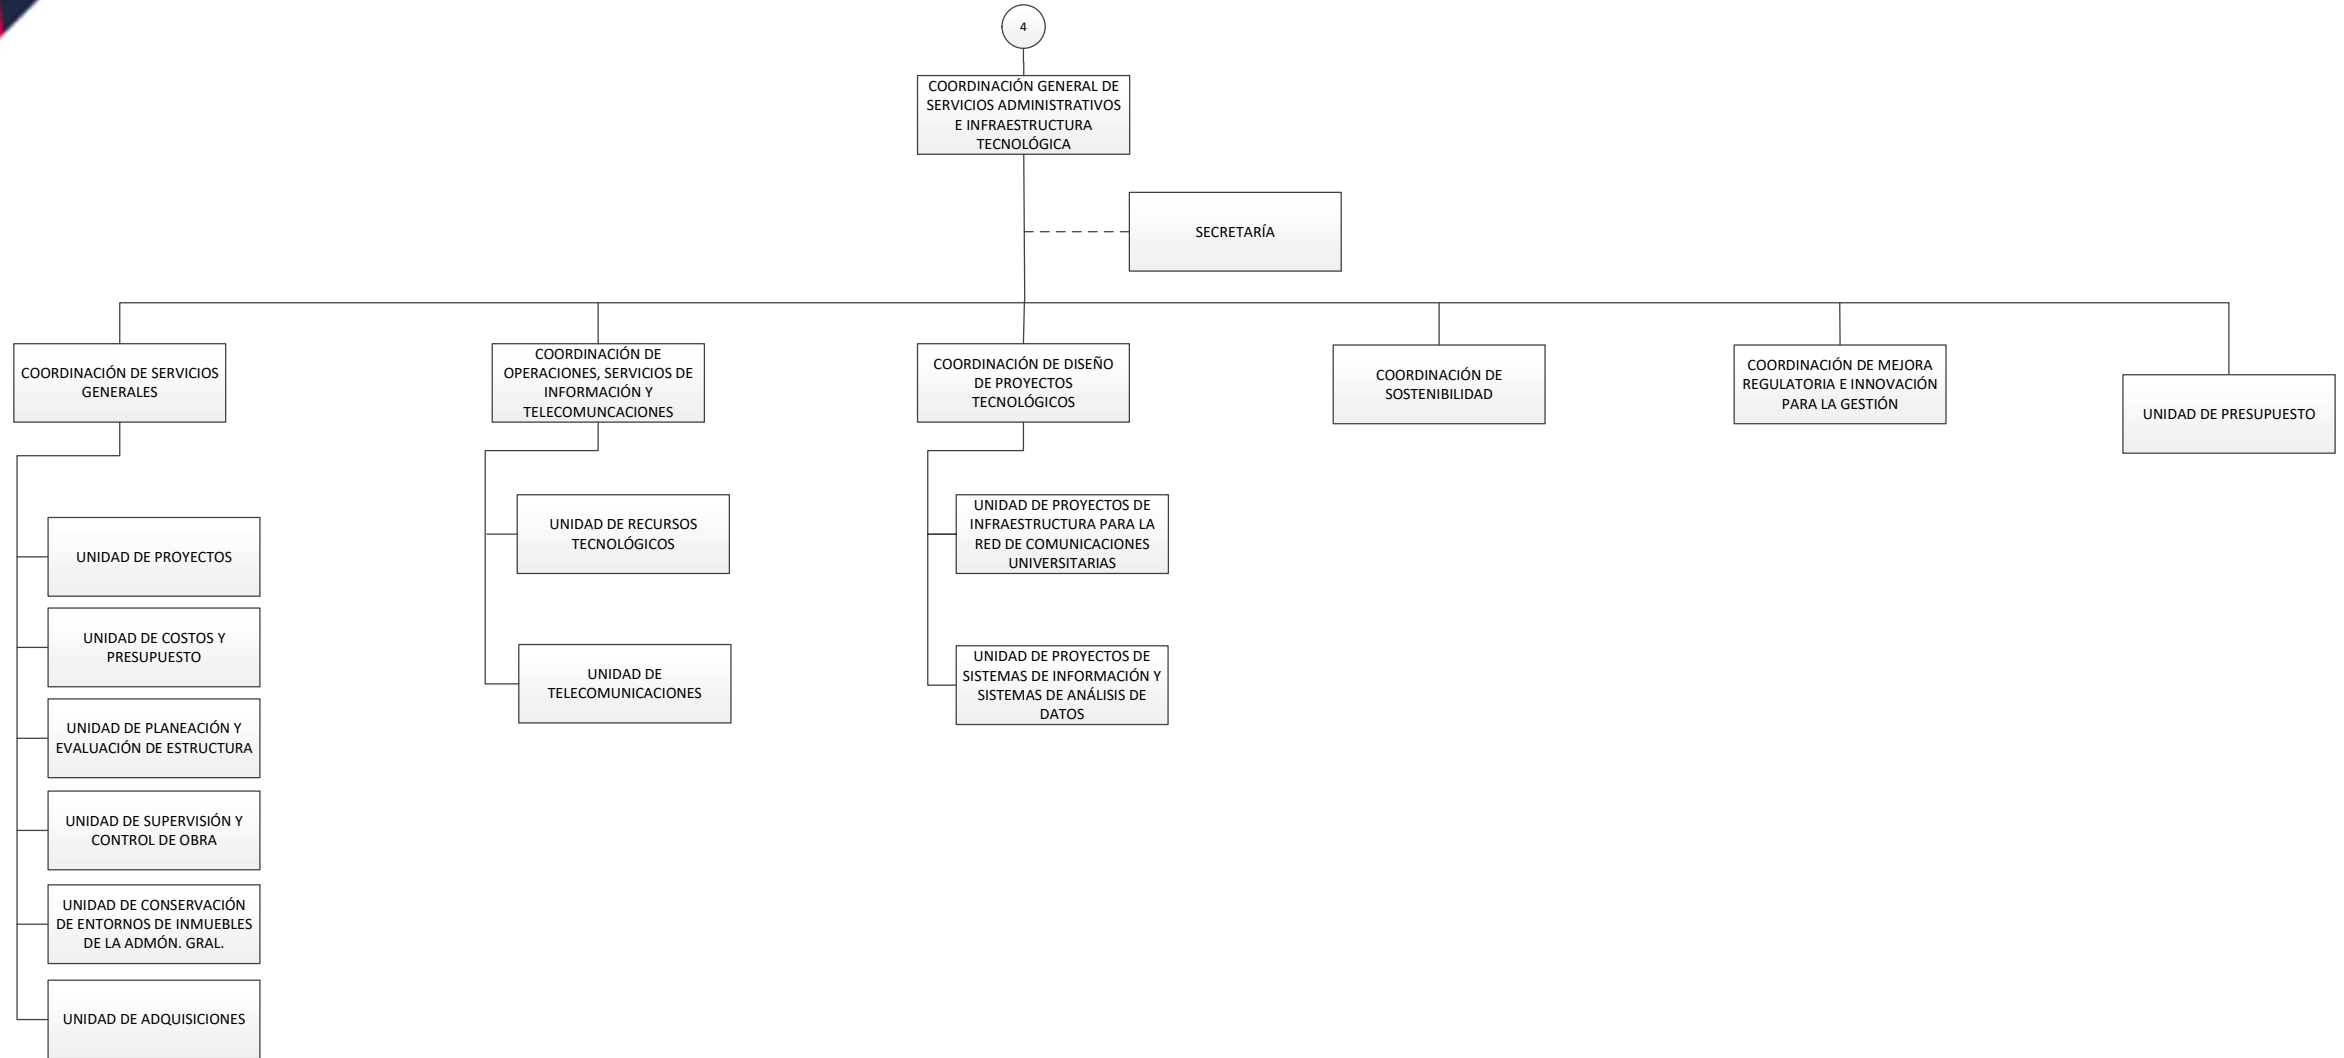 4
COORDINACIÓN GENERAL DE
SERVICIOS ADMINISTRATIVOS
E INFRAESTRUCTURA
TECNOLÓGICA
SECRETARÍA
COORDINACIÓN DE SERVICIOS
GENERALES
COORDINACIÓN DE
OPERACIONES, SERVICIOS DE
INFORMACIÓN Y
TELECOMUNCACIONES
COORDINACIÓN DE DISEÑO
DE PROYECTOS
TECNOLÓGICOS
COORDINACIÓN DE
SOSTENIBILIDAD
COORDINACIÓN DE MEJORA
REGULATORIA E INNOVACIÓN
PARA LA GESTIÓN
UNIDAD DE PRESUPUESTO
UNIDAD DE PROYECTOS
UNIDAD DE COSTOS Y
PRESUPUESTO
UNIDAD DE PLANEACIÓN Y
EVALUACIÓN DE ESTRUCTURA
UNIDAD DE SUPERVISIÓN Y
CONTROL DE OBRA
UNIDAD DE CONSERVACIÓN
DE ENTORNOS DE INMUEBLES
DE LA ADMÓN. GRAL.
UNIDAD DE ADQUISICIONES
UNIDAD DE RECURSOS
TECNOLÓGICOS
UNIDAD DE
TELECOMUNICACIONES
UNIDAD DE PROYECTOS DE
INFRAESTRUCTURA PARA LA
RED DE COMUNICACIONES
UNIVERSITARIAS
UNIDAD DE PROYECTOS DE
SISTEMAS DE INFORMACIÓN Y
SISTEMAS DE ANÁLISIS DE
DATOS